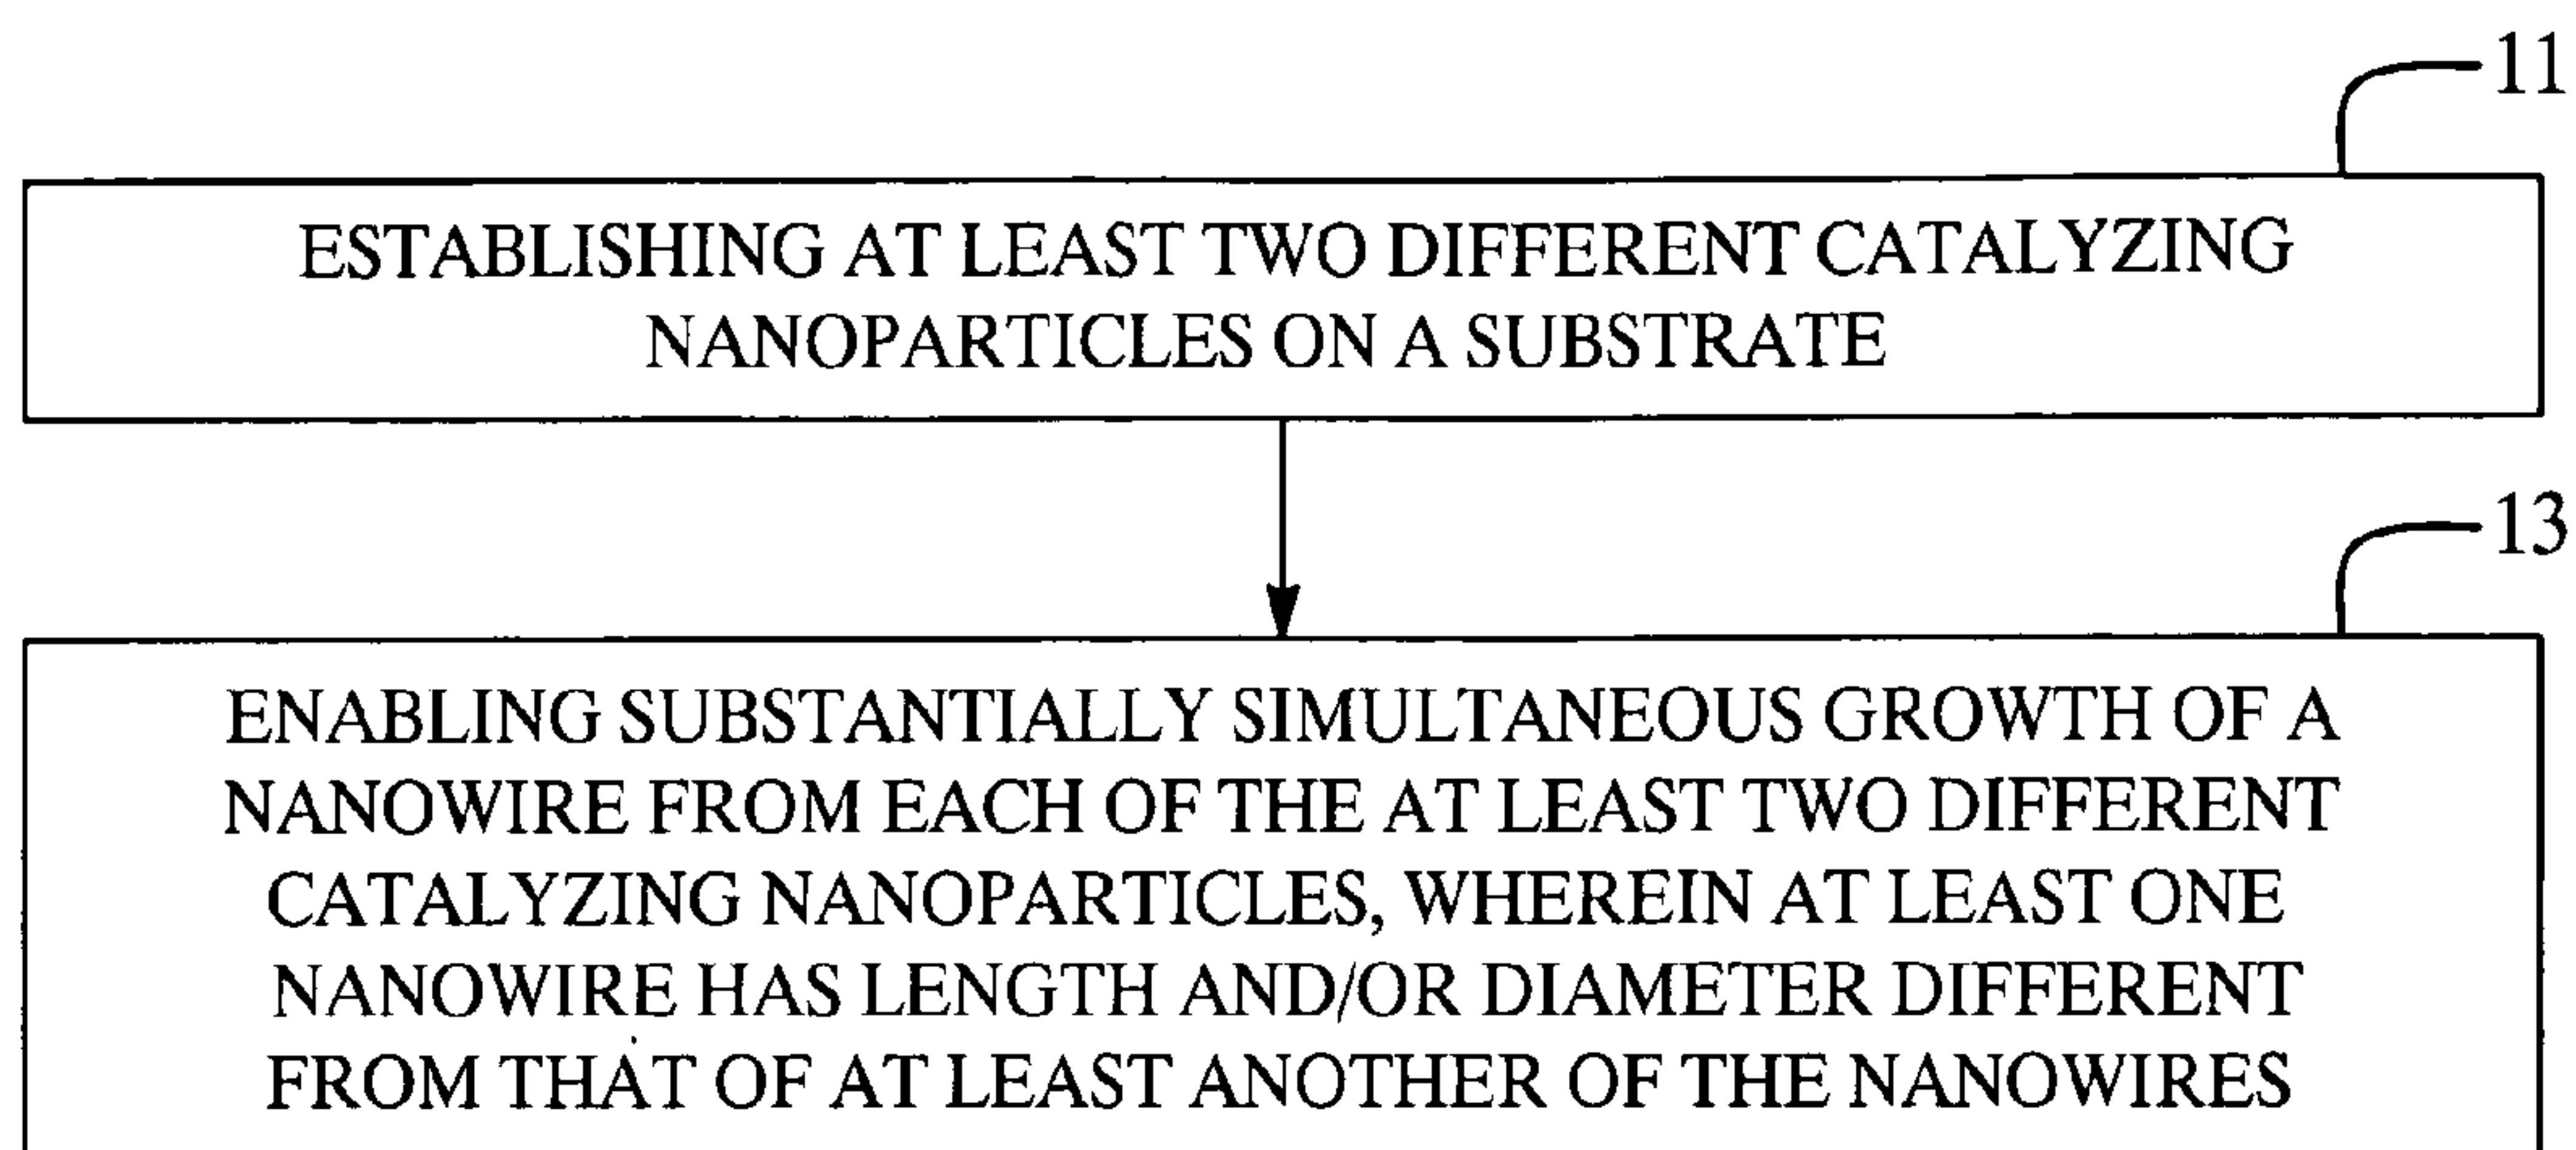 11
ESTABLISHING AT LEAST TWO DIFFERENT CATALYZING
NANOPARTICLES ON A SUBSTRATE
13
ENABLING SUBSTANTIALLY SIMULTANEOUS GROWTH OF A
NANOWIRE FROM EACH OF THE AT LEAST TWO DIFFERENT
CATALYZING NANOPARTICLES, WHEREIN AT LEAST ONE
NANOWIRE HAS LENGTH AND/OR DIAMETER DIFFERENT
FROM THAT OF AT LEAST ANOTHER OF THE NANOWIRES